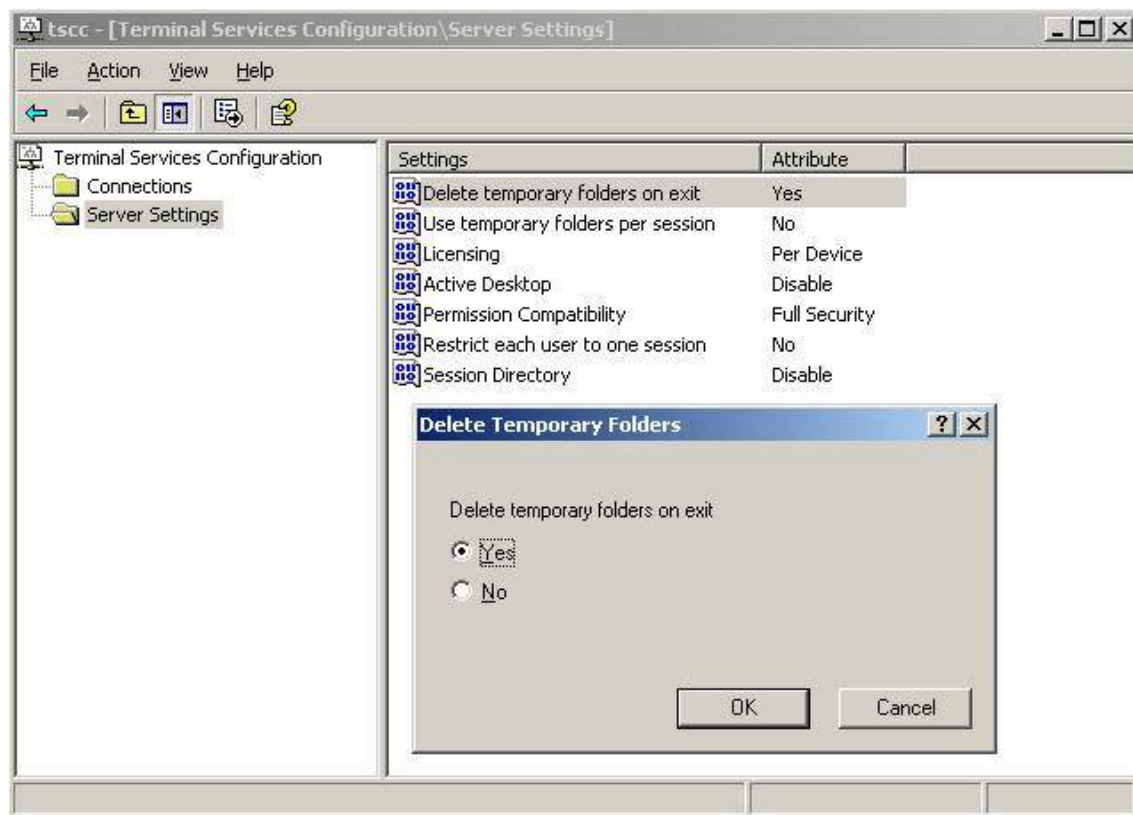 tscc - [Terminal Services Configuration\Server Settings]
File Action View Help
Terminal Services Configuration
Connections
Server Settings
Settings Attribute
Delete temporary folders on exit Yes
Use temporary folders per session No
Licensing Per Device
Active Desktop Disable
Permission Compatibility Full Security
Restrict each user to one session No
Session Directory Disable
Delete Temporary Folders
Delete temporary folders on exit
Yes
No
OK Cancel